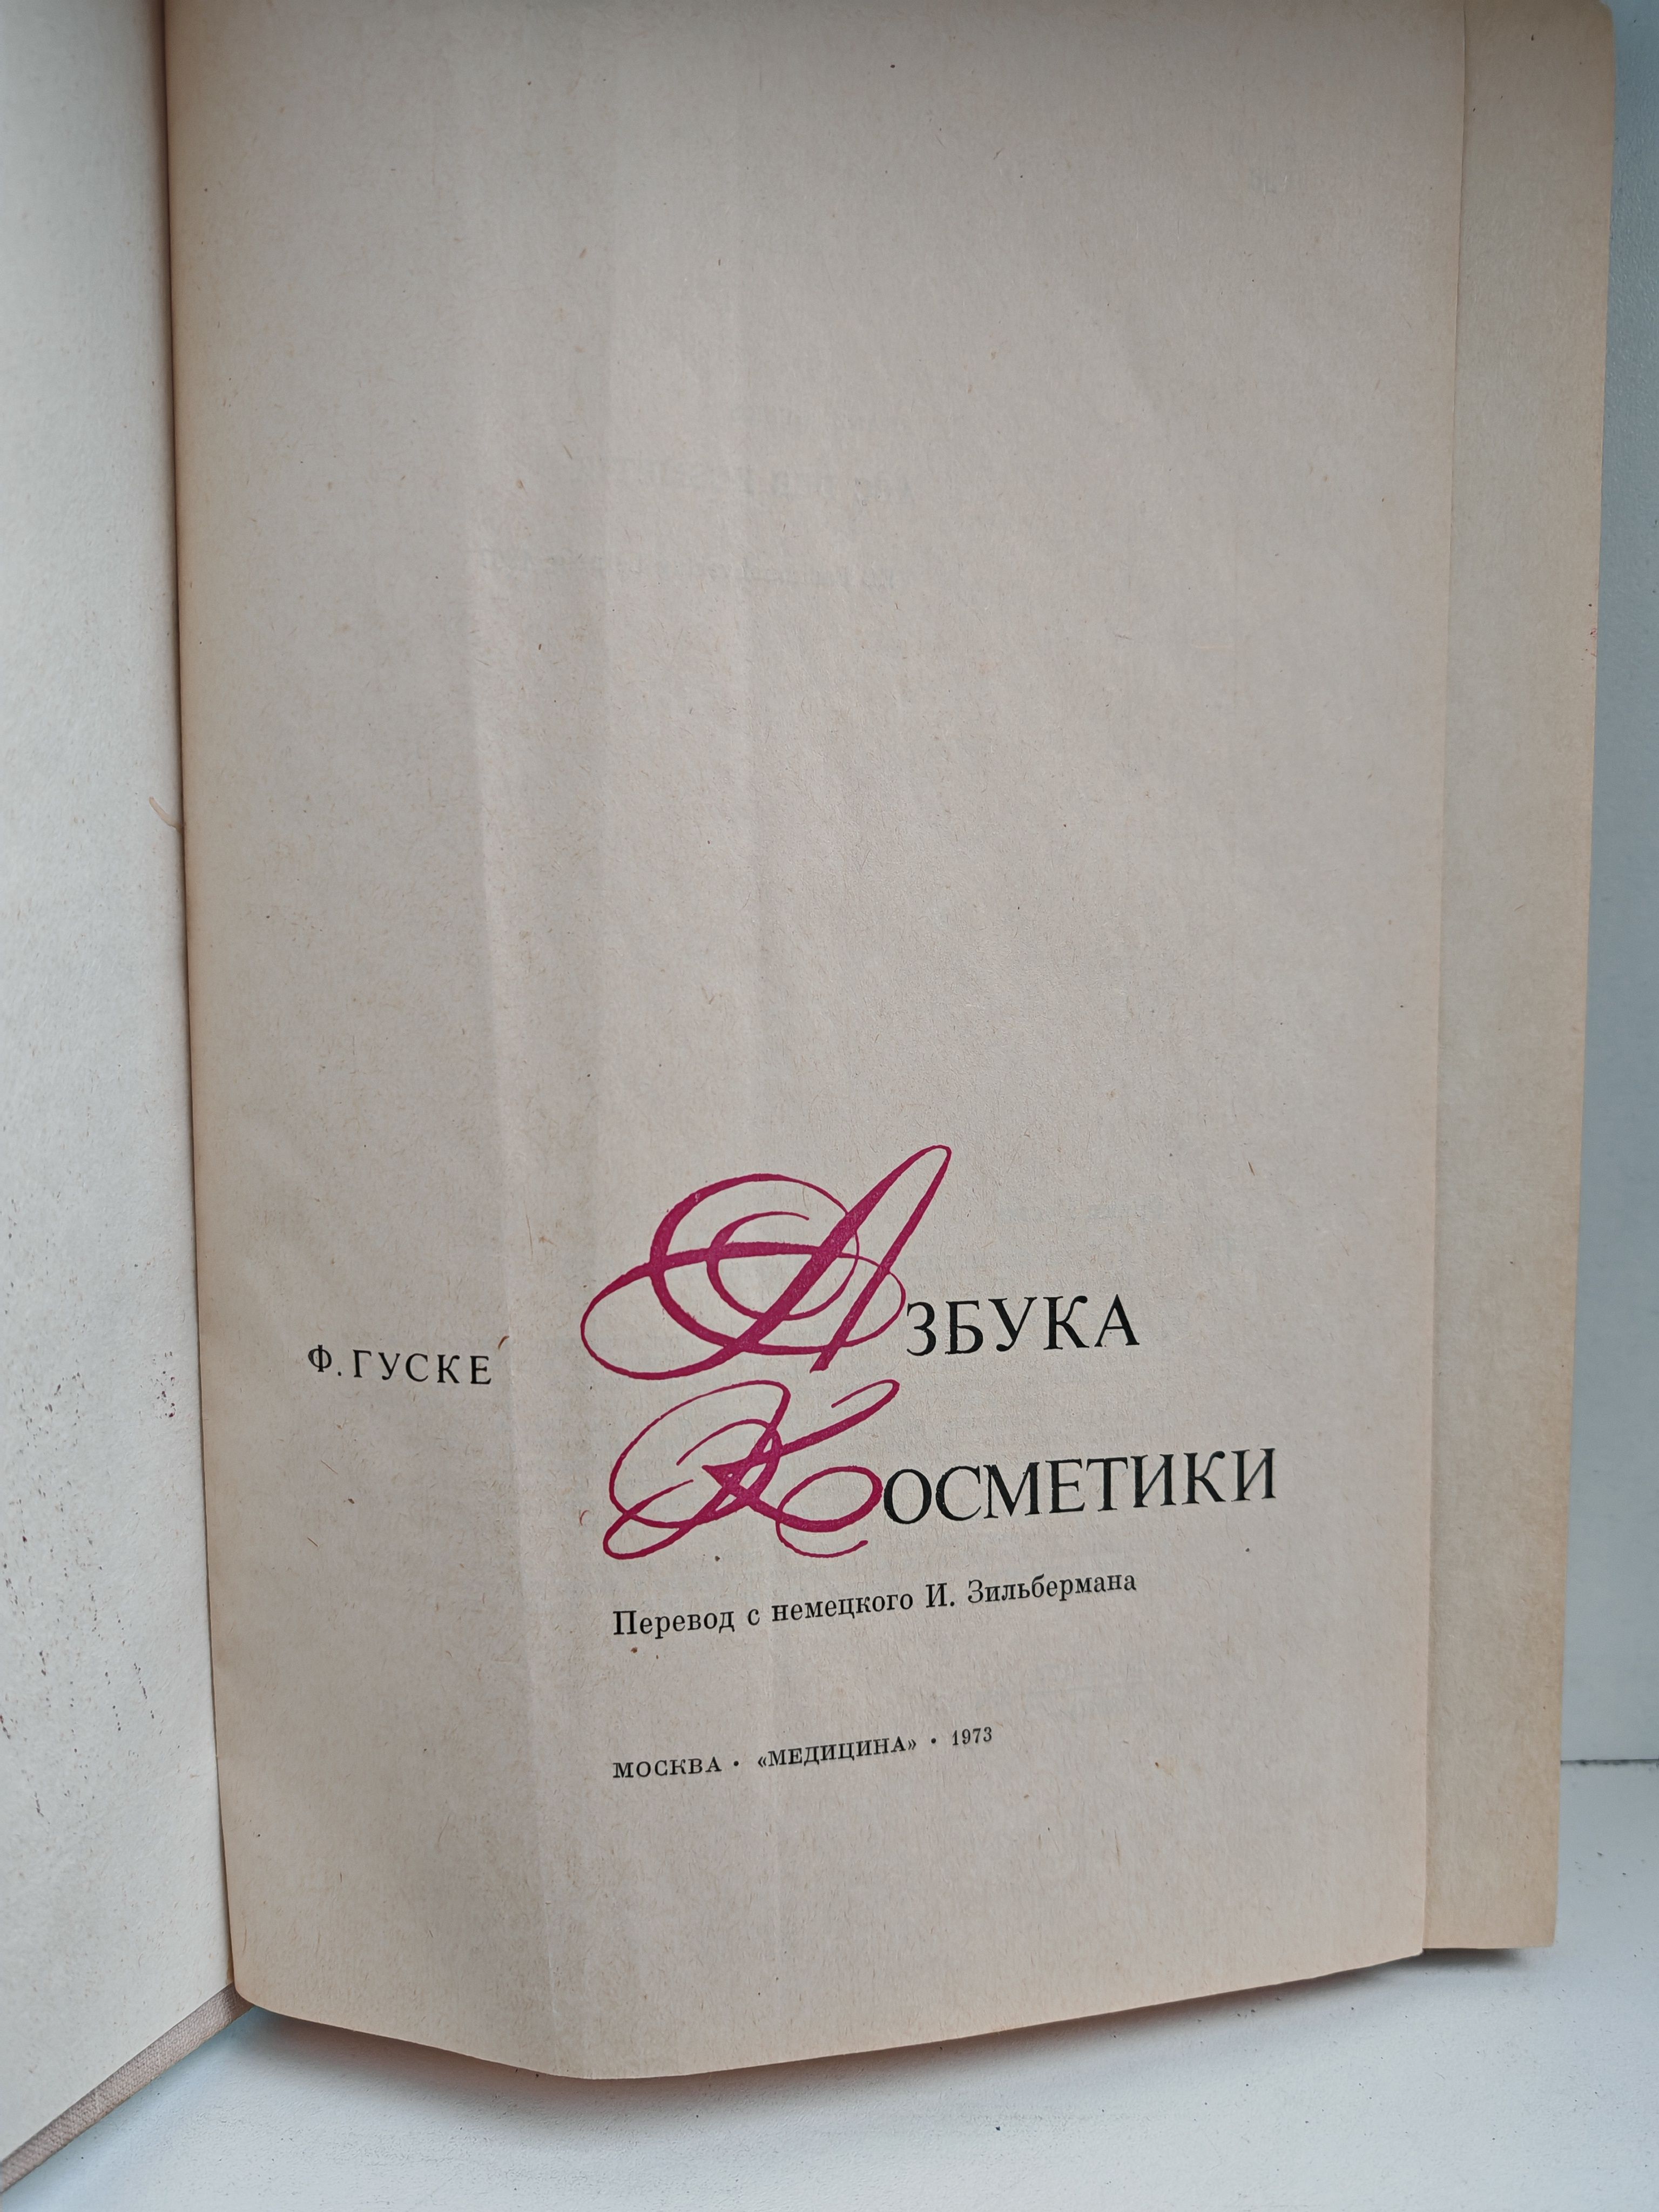 Ф. ГУСКЕ
АЗБУКА
КОСМЕТИКИ
Перевод с немецкого И. Зильбермана
МОСКВА · «МЕДИЦИНА» · 1973